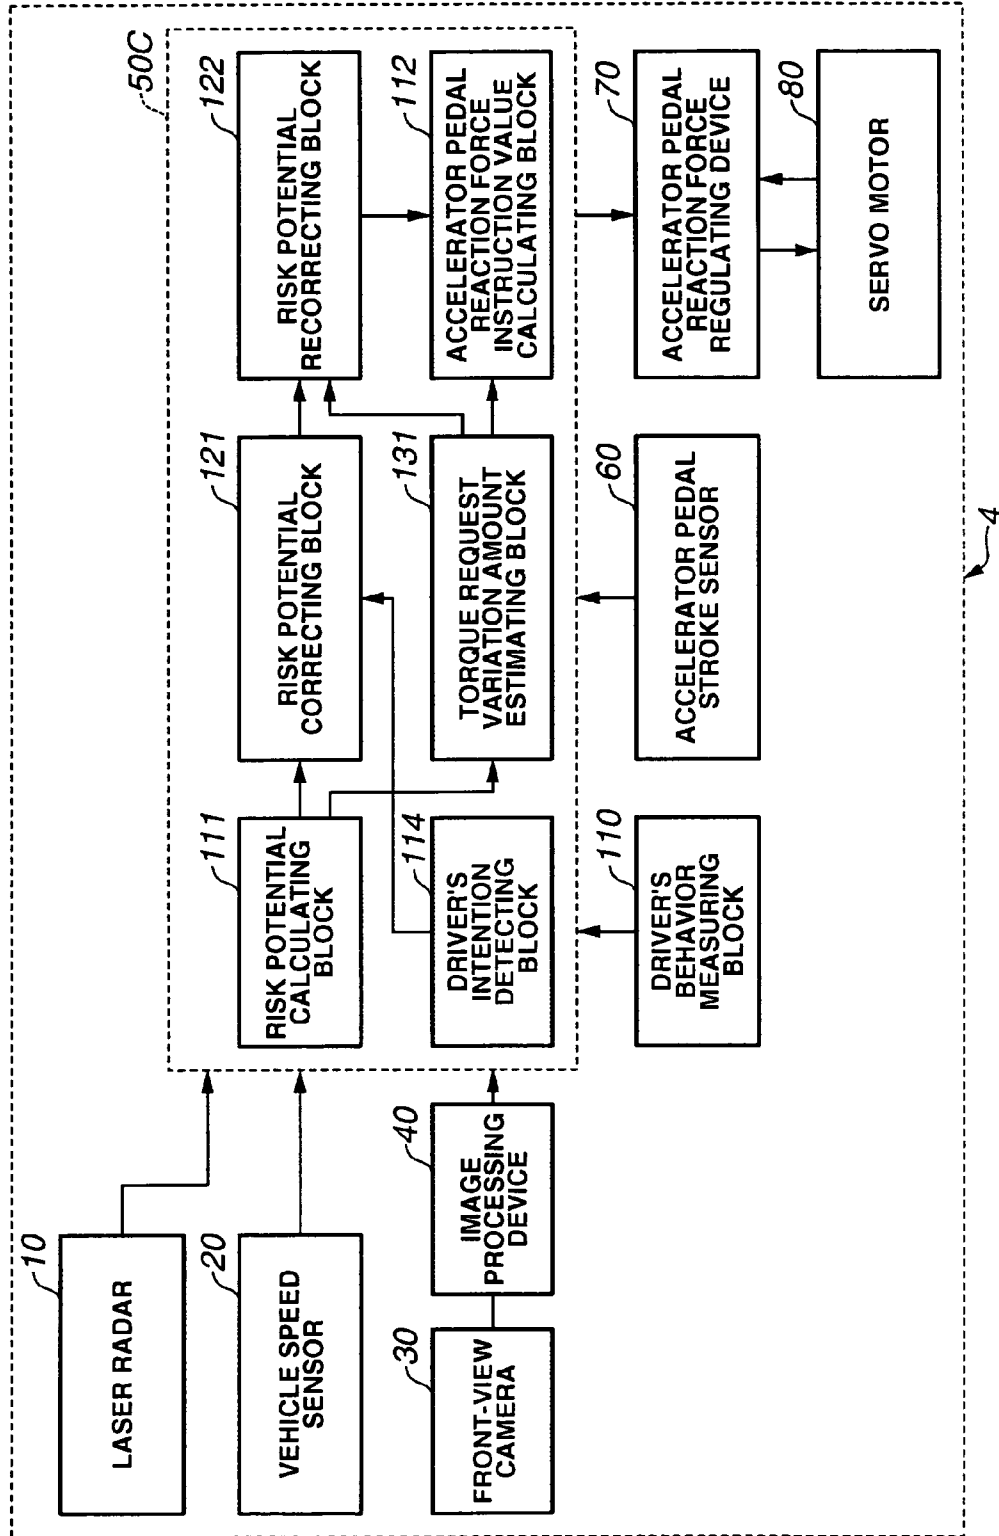 10
LASER RADAR
20
VEHICLE SPEED
SENSOR
30
FRONT-VIEW
CAMERA
40
IMAGE
PROCESSING
DEVICE
50C
111
RISK POTENTIAL
CALCULATING
BLOCK
114
DRIVER'S
INTENTION
DETECTING
BLOCK
110
DRIVER'S
BEHAVIOR
MEASURING
BLOCK
121
RISK POTENTIAL
CORRECTING BLOCK
131
TORQUE REQUEST
VARIATION AMOUNT
ESTIMATING BLOCK
60
ACCELERATOR PEDAL
STROKE SENSOR
122
RISK POTENTIAL
RECORRECTING BLOCK
112
ACCELERATOR PEDAL
REACTION FORCE
INSTRUCTION VALUE
CALCULATING BLOCK
70
ACCELERATOR PEDAL
REACTION FORCE
REGULATING DEVICE
80
SERVO MOTOR
4